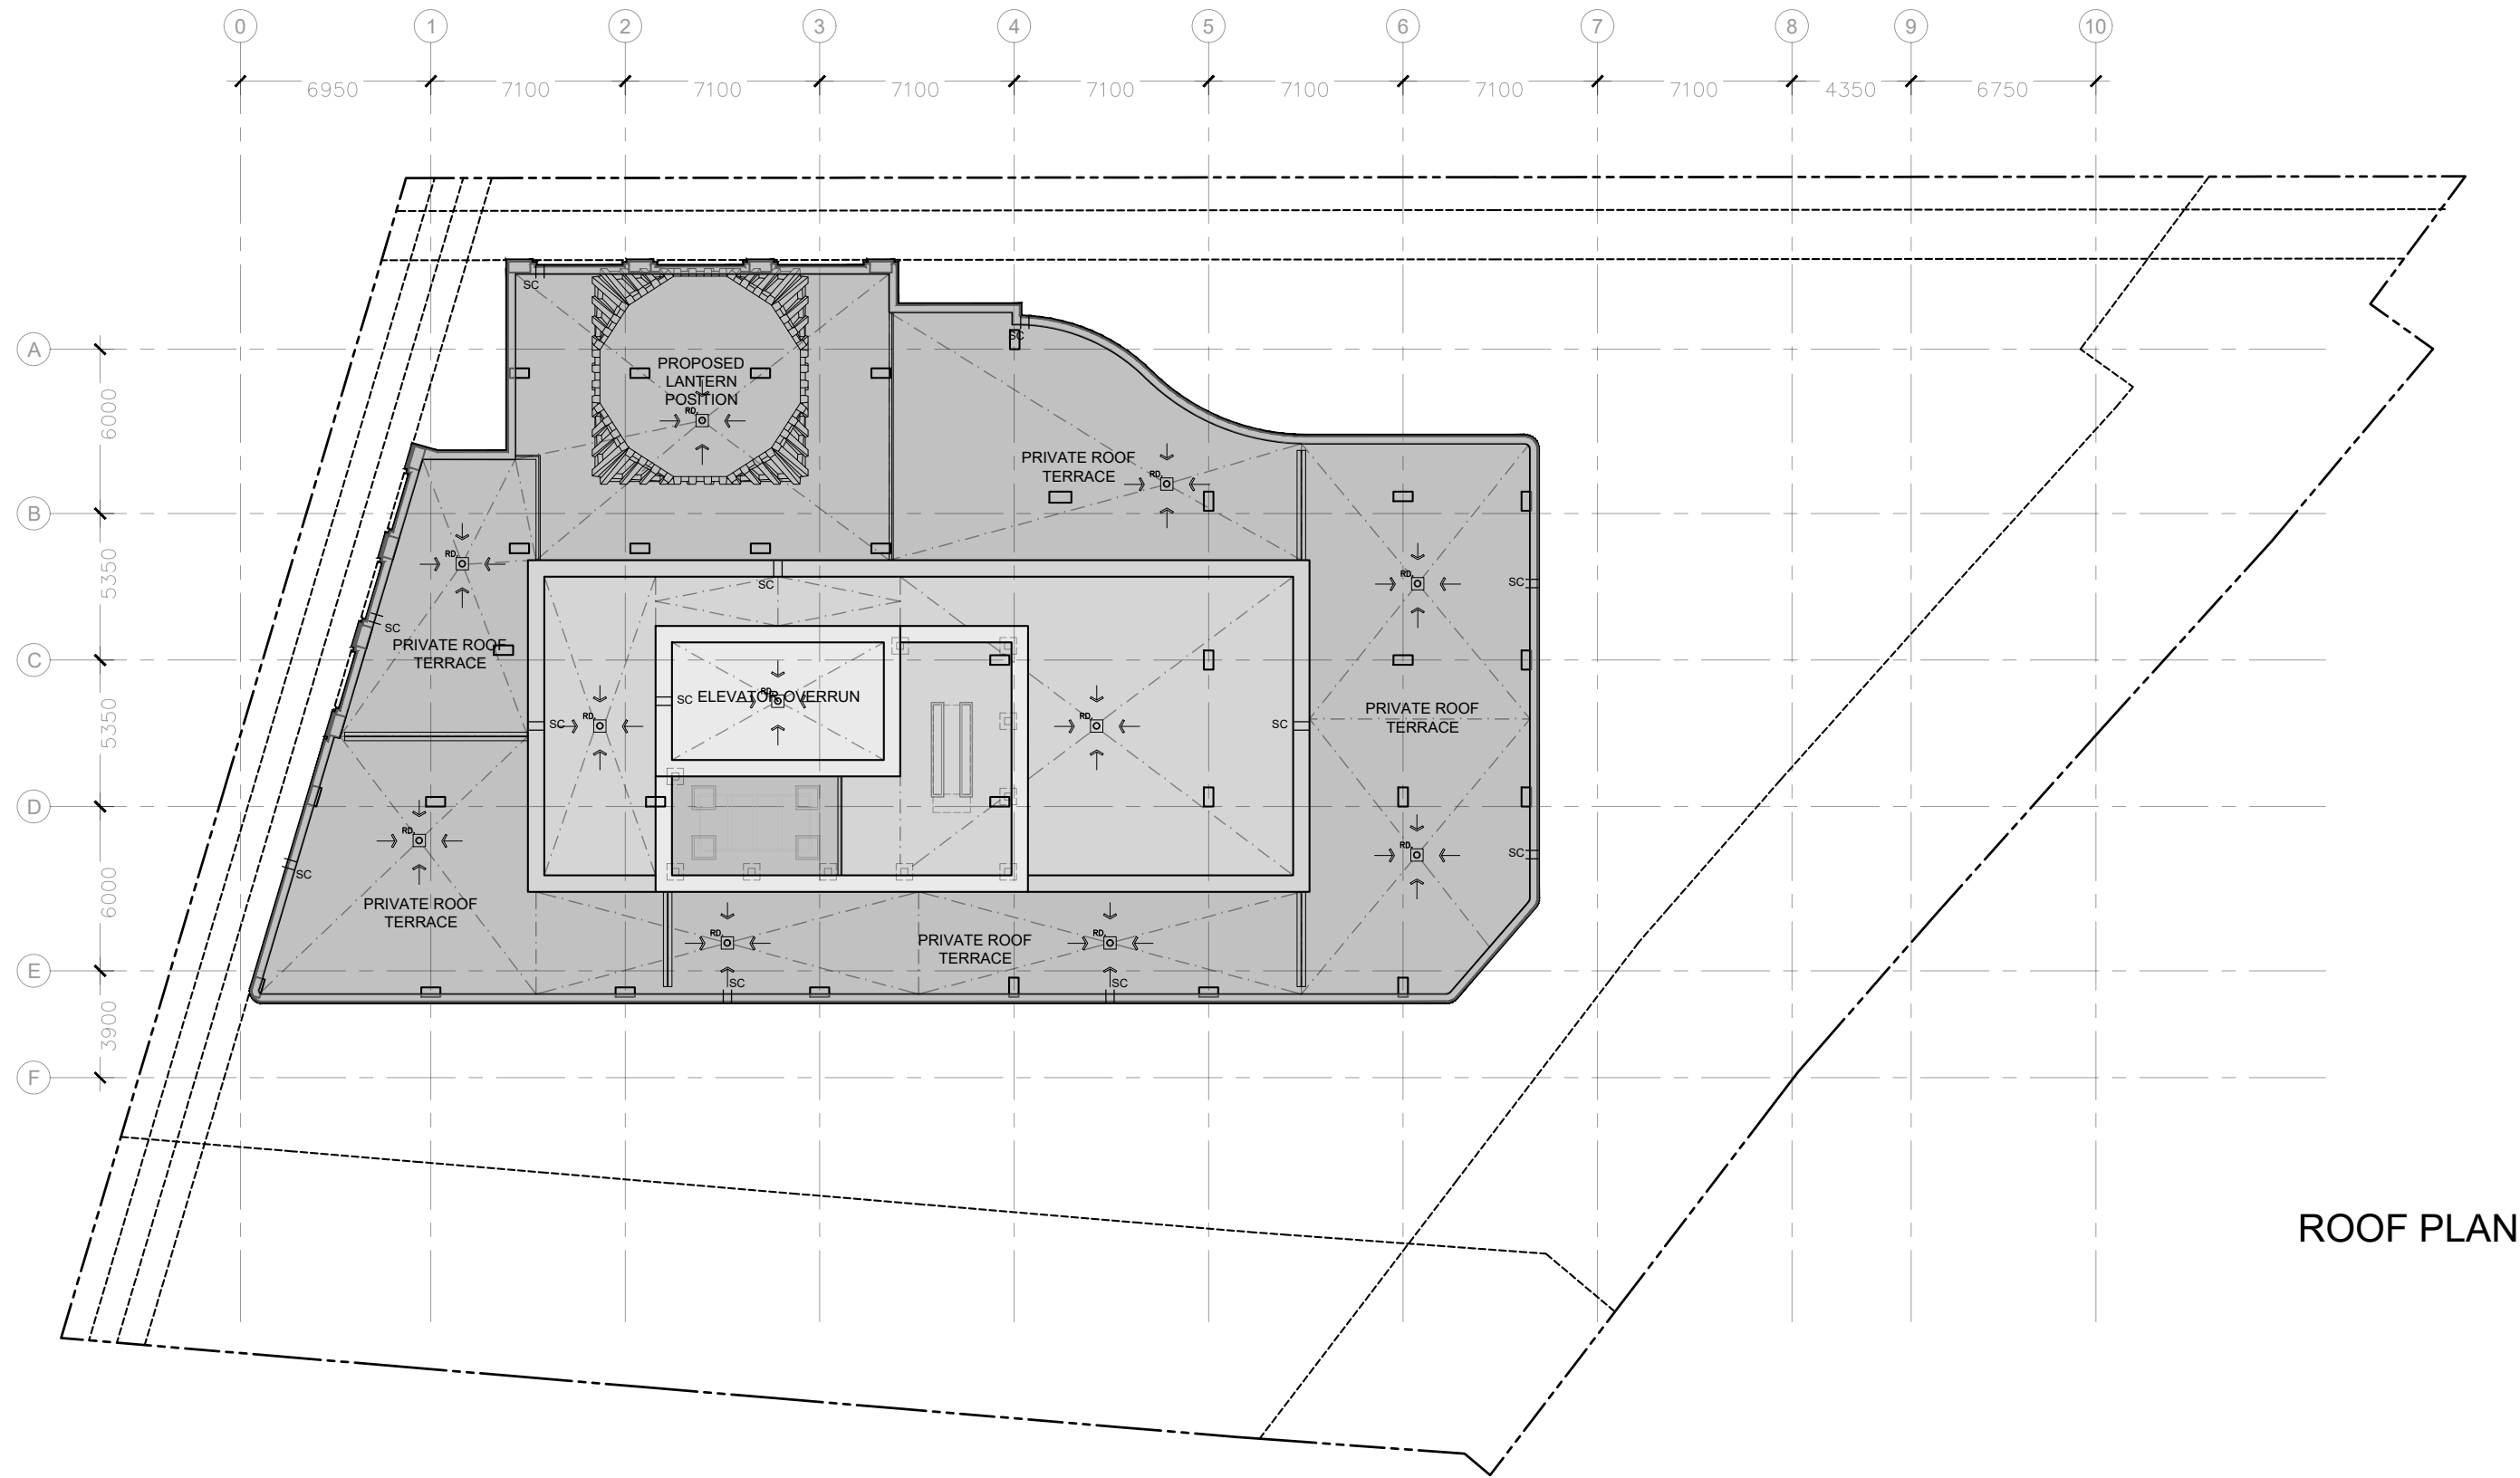 0 1 2 3 4 5 6 7 8 9 10
6950 7100 7100 7100 7100 7100 7100 7100 4350 6750
SC
SC
A
PROPOSED
LANTERN
POSITION
RD.
6000
PRIVATE ROOF
TERRACE
RD.
B
RD.
5350
SC
RD.
SC
SC
PRIVATE ROOF
TERRACE
C
ELEVATOR OVERRUN
RD.
SC
PRIVATE ROOF
TERRACE
5350
RD.
SC
RD.
SC
D
RD.
RD.
SC
SC
6000
PRIVATE ROOF
TERRACE
RD.
PRIVATE ROOF
TERRACE
RD.
E
SC
SC
3900
F
ROOF PLAN